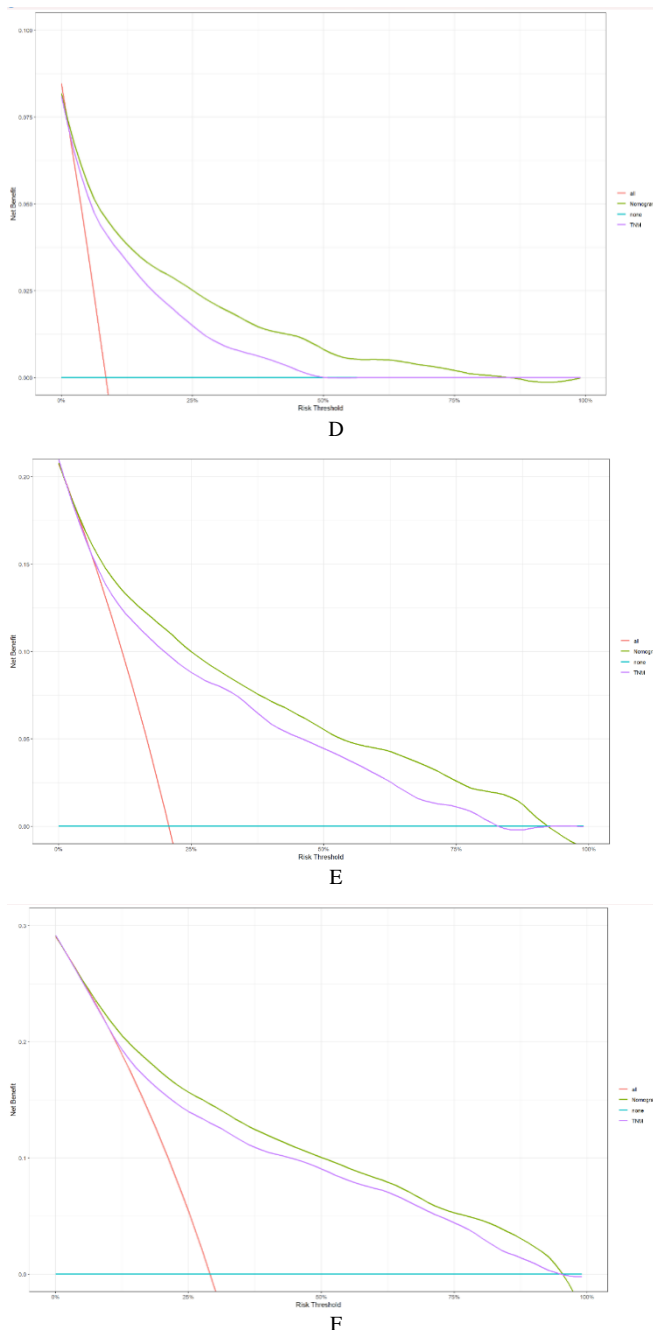 0.100
0.075
0.050
0.025
0.000
Net Benefit
0%
25%
50%
75%
100%
Risk Threshold
all
Nomogra
none
TNM
D
0.20
0.15
0.10
0.05
0.00
Net Benefit
0%
25%
50%
75%
100%
Risk Threshold
all
Nomogra
none
TNM
E
0.3
0.2
0.1
0.0
Net Benefit
0%
25%
50%
75%
100%
Risk Threshold
all
Nomogra
none
TNM
F